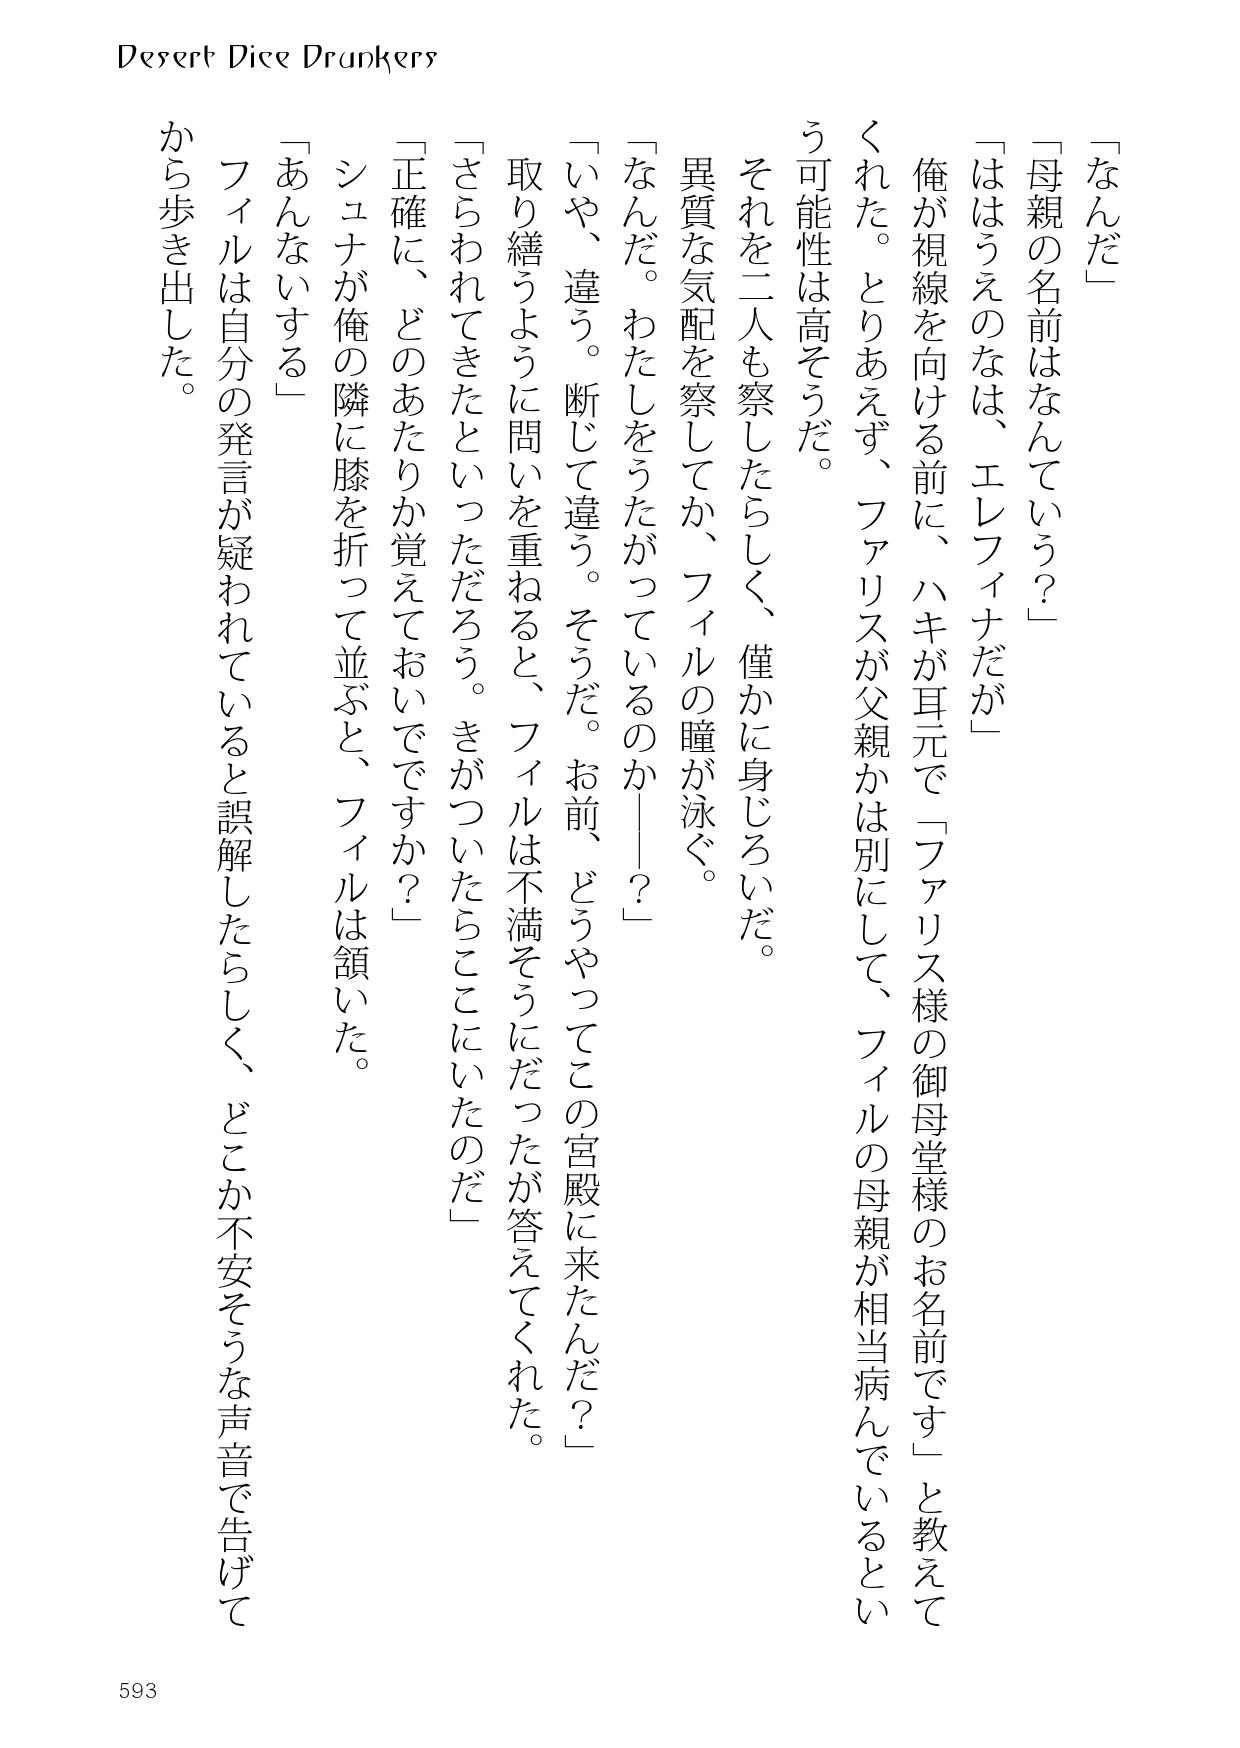 Desert Dice Drunkers
「なんだ」
「母親の名前はなんていう？」
「ははうえのなは、エレフィナだが」
　俺が視線を向ける前に、ハキが耳元で「ファリス様の御母堂様のお名前です」と教えて
くれた。とりあえず、ファリスが父親かは別にして、フィルの母親が相当病んでいるとい
う可能性は高そうだ。
　それを二人も察したらしく、僅かに身じろいだ。
　異質な気配を察してか、フィルの瞳が泳ぐ。
「なんだ。わたしをうたがっているのか――？」
「いや、違う。断じて違う。そうだ。お前、どうやってこの宮殿に来たんだ？」
　取り繕うように問いを重ねると、フィルは不満そうにだったが答えてくれた。
「さらわれてきたといっただろう。きがついたらここにいたのだ」
「正確に、どのあたりか覚えておいでですか？」
　シュナが俺の隣に膝を折って並ぶと、フィルは頷いた。
「あんないする」
　フィルは自分の発言が疑われていると誤解したらしく、どこか不安そうな声音で告げて
から歩き出した。
593